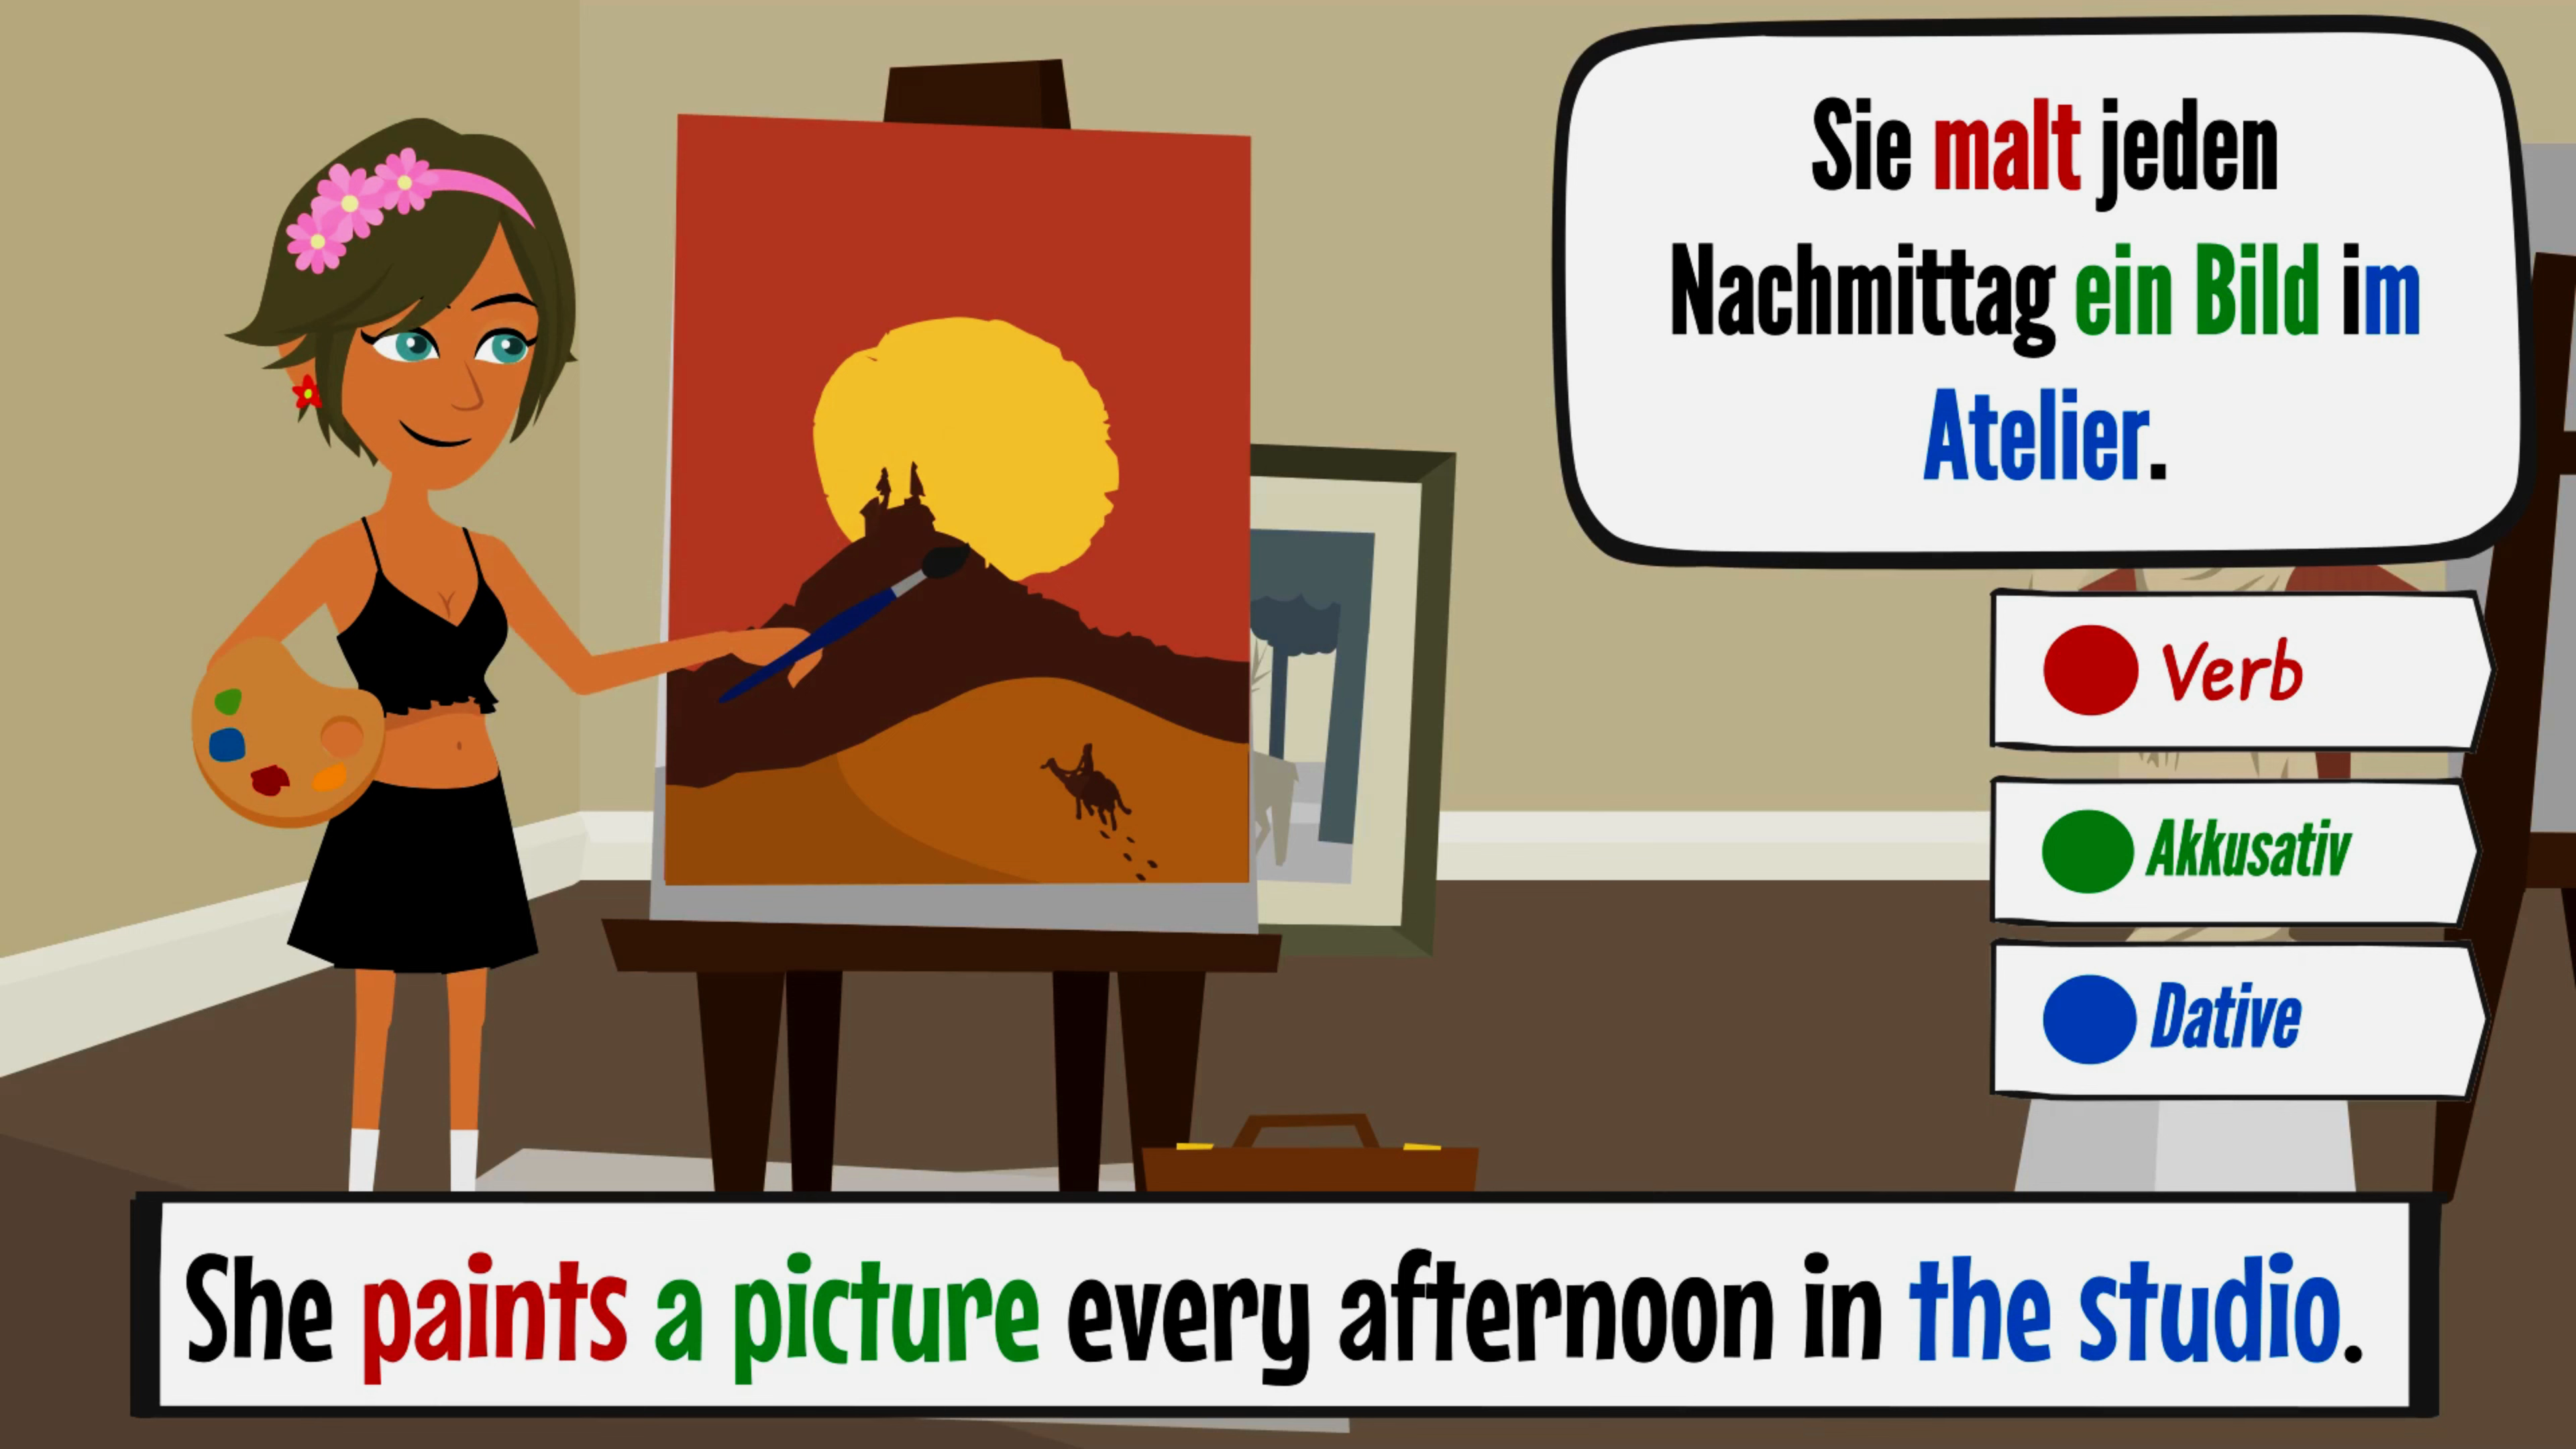 Sie malt jeden
Nachmittag ein Bild im
Atelier.
Verb
Akkusativ
Dative
She paints a picture every afternoon in the studio.